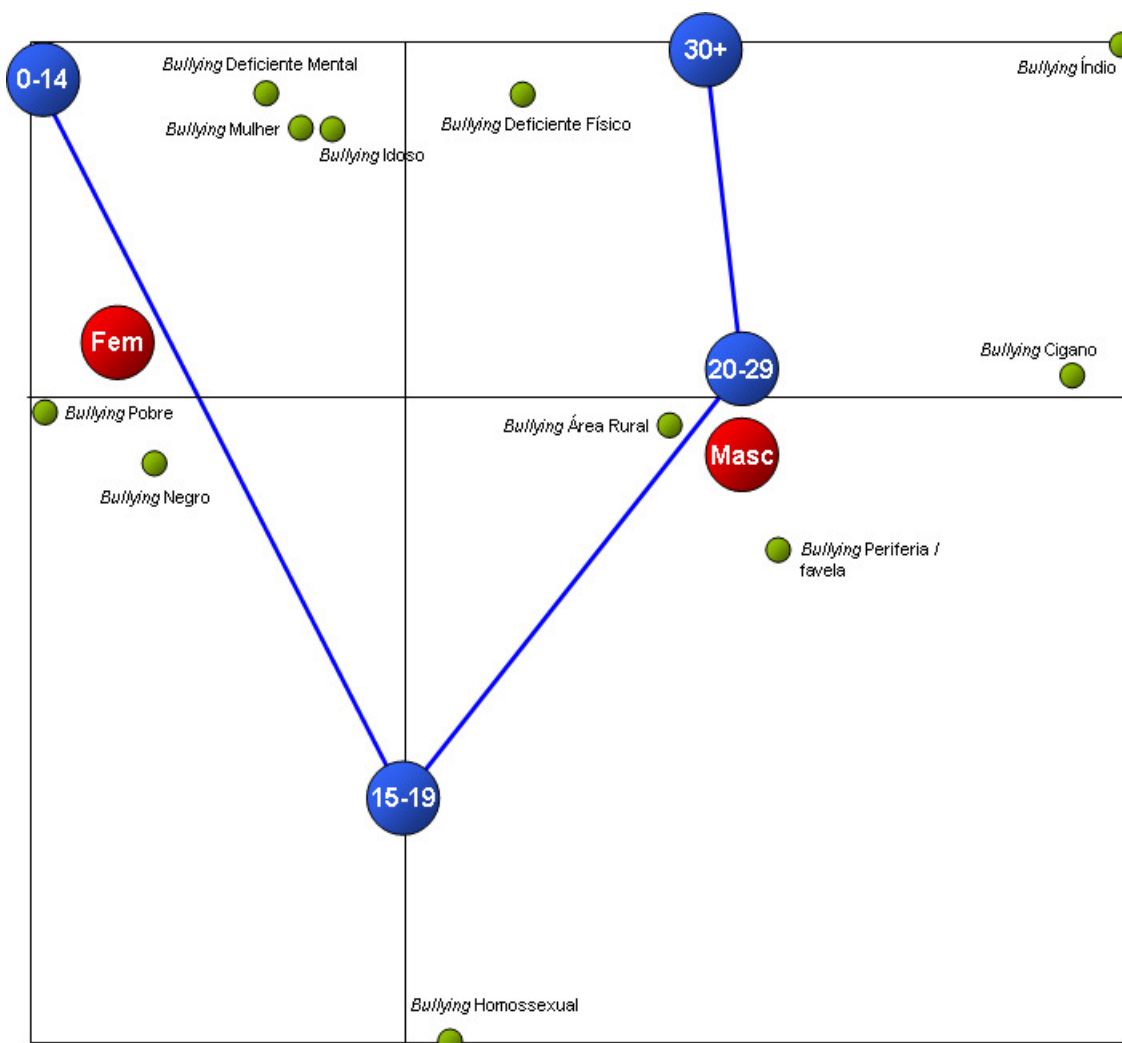 30+
0-14
Bullying Deficiente Mental
Bullying Índio
Bullying Mulher
Bullying Deficiente Físico
Bullying Idoso
Fem
20-29
Bullying Cigano
Bullying Pobre
Bullying Área Rural
Masc
Bullying Negro
Bullying Periferia /
favela
15-19
Bullying Homossexual